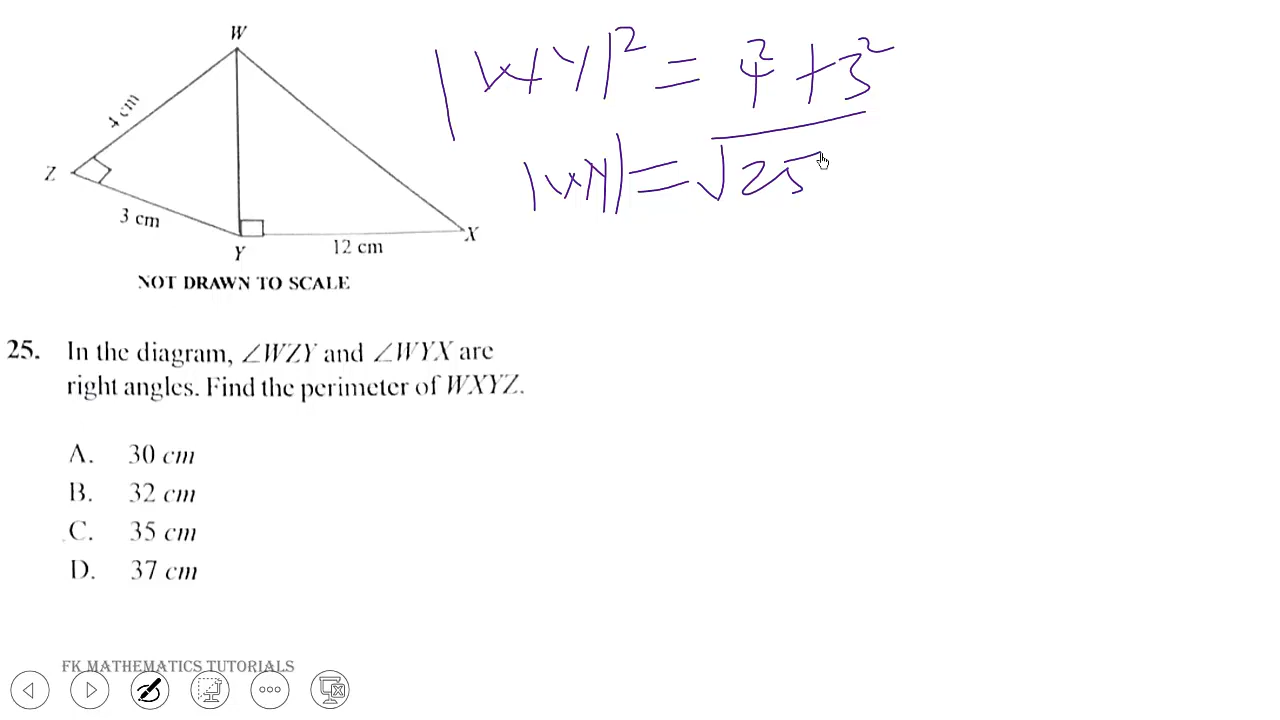 W
4 cm
Z
3 cm
Y
12 cm
X
NOT DRAWN TO SCALE
|WY|² = 4² + 3²
|WY| = √25
25. In the diagram, ∠WZY and ∠WYX are
right angles. Find the perimeter of WXYZ.
A. 30 cm
B. 32 cm
C. 35 cm
D. 37 cm
FK MATHEMATICS TUTORIALS